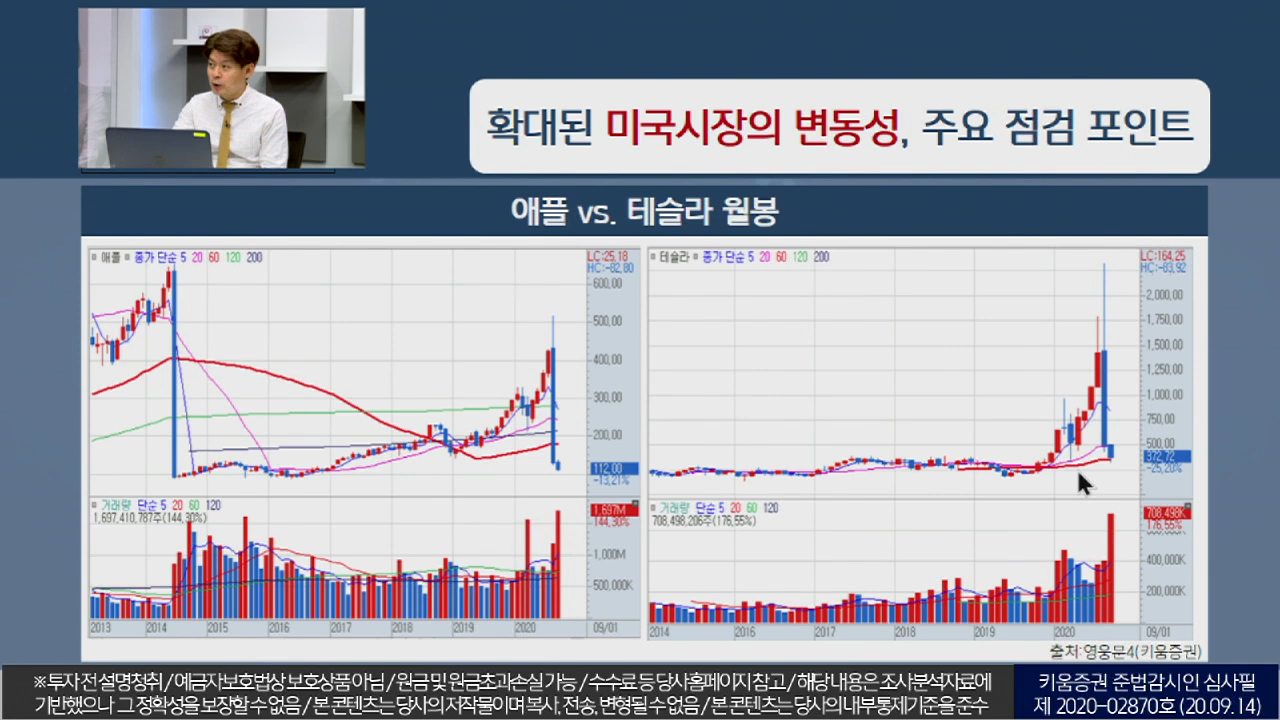 확대된 미국시장의 변동성, 주요 점검 포인트
애플 vs. 테슬라 월봉
애플 종가 단순 5 20 60 120 200
LC:25,18
HC:-82,80
600,00
500,00
400,00
300,00
200,00
112,00
-13,21%
거래량 단순 5 20 60 120
1,697,410,787주(144,30%)
1,697M
144,30%
1,000M
500,000K
2013 2014 2015 2016 2017 2018 2019 2020 09/01
테슬라 종가 단순 5 20 60 120 200
LC:164,25
HC:-83,92
2,000,00
1,750,00
1,500,00
1,250,00
1,000,00
750,00
500,00
372,72
-25,20%
거래량 단순 5 20 60 120
708,498,206주(176,55%)
708,498K
176,55%
400,000K
200,000K
2014 2016 2017 2018 2019 2020 09/01
출처:영웅문4(키움증권)
※ 투자 전 설명청취 / 예금자보호법상 보호상품 아님 / 원금 및 원금초과손실 가능 / 수수료 등 당사홈페이지 참고 / 해당 내용은 조사분석자료에
기반했으나 그 정확성을 보장할 수 없음 / 본 콘텐츠는 당사의 저작물이며 복사, 전송, 변형될 수 없음 / 본 콘텐츠는 당사의 내부통제기준을 준수
키움증권 준법감시인 심사필
제 2020-02870호 (20.09.14)